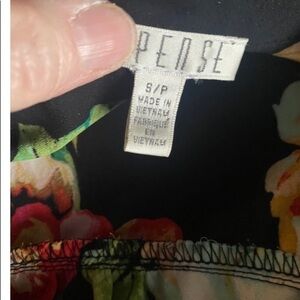 PENSE
S/P
MADE IN
VIETNAM
FABRIQUÉ
EN
VIETNAM